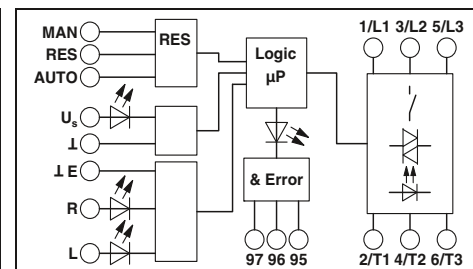 MAN
RES
AUTO
RES
Us
⊥
⊥ E
R
L
Logic
µP
& Error
97 96 95
1/L1 3/L2 5/L3
2/T1 4/T2 6/T3